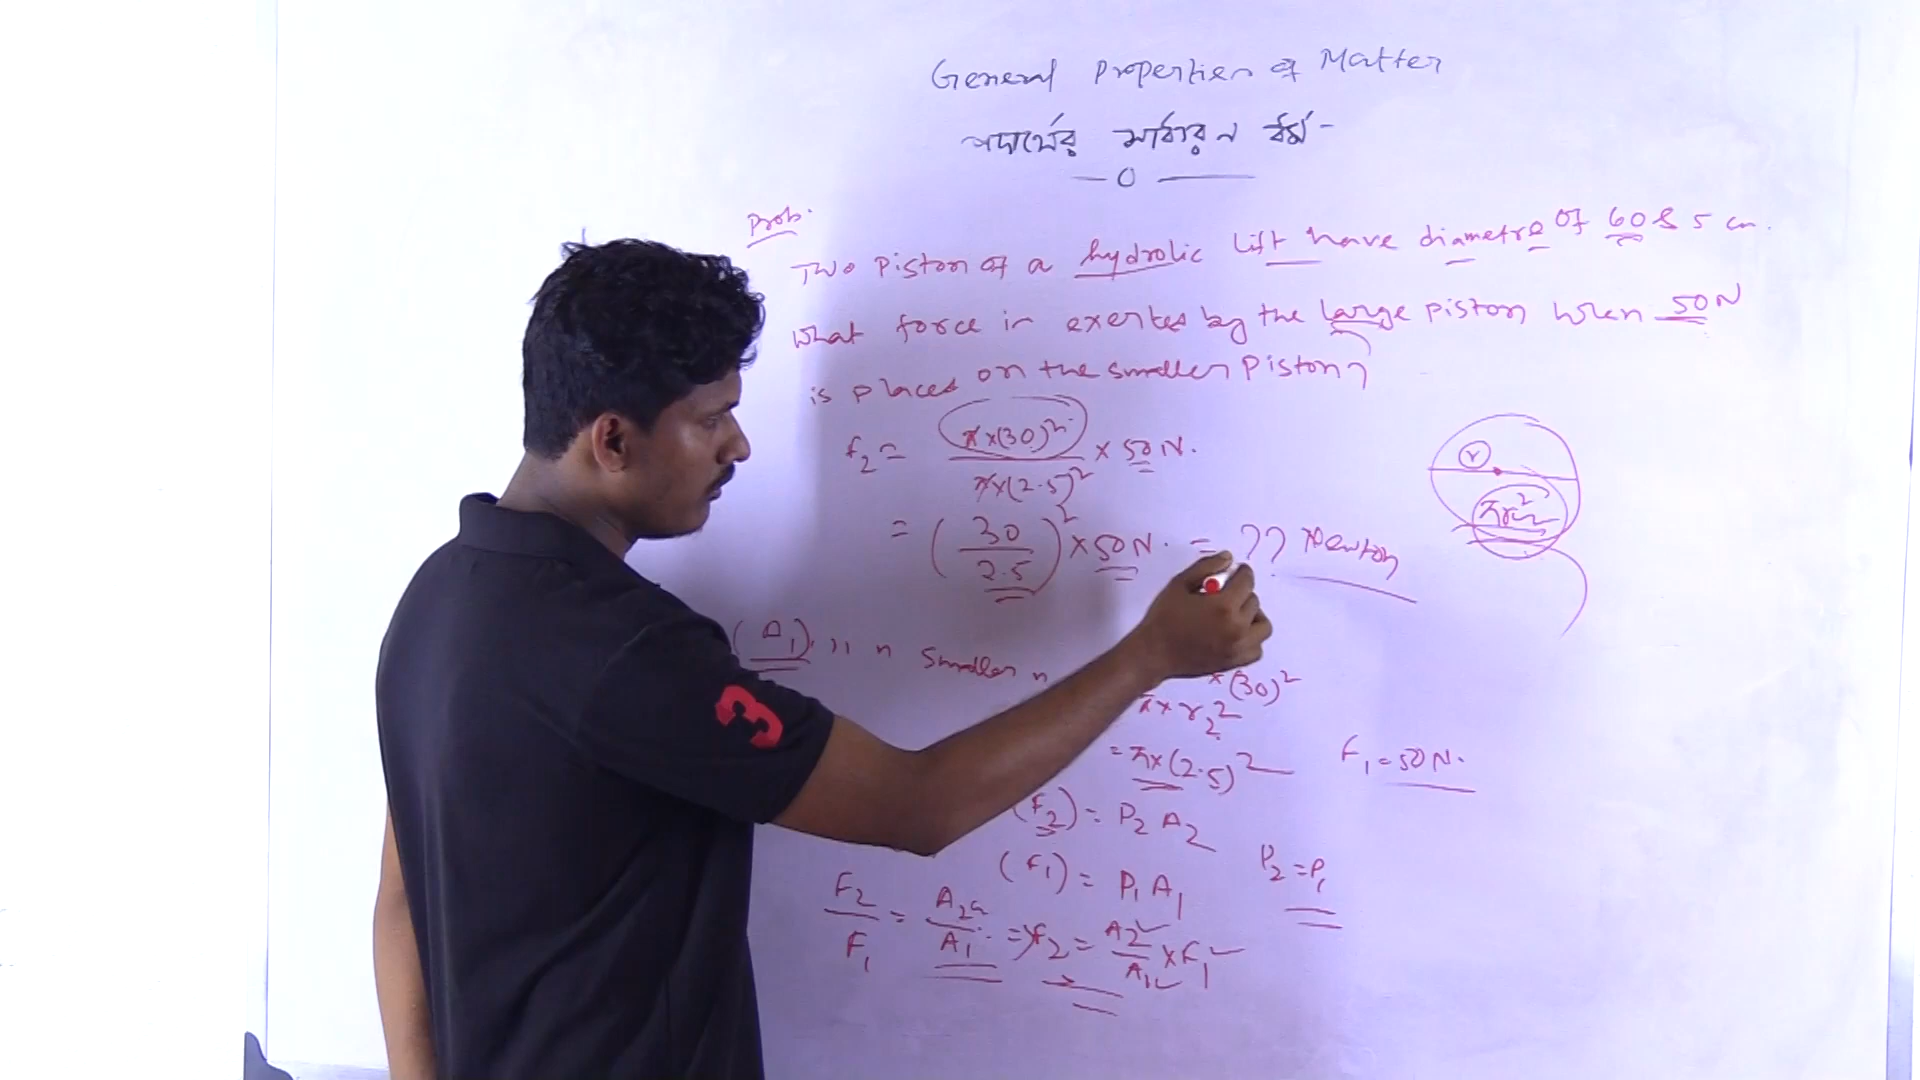 General Properties of Matter
পদার্থের সাধারন ধর্ম -
— 0 —
Prob.
Two Piston of a hydrolic Lift have diametre of 60 & 5 cm.
What force is exerted by the large piston when 50N
is placed on the smaller Piston?
F₂ = π×(30)² / π×(2.5)² × 50N.
= (30 / 2.5)² × 50N. = ?? Newton
r
πr²
(A₁) " " Smaller "
×(30)²
π×r₂²
= π×(2.5)²
F₁ = 50N.
(F₂) = P₂ A₂
(F₁) = P₁ A₁
P₂ = P₁
F₂ / F₁ = A₂ / A₁ ⇒ F₂ = A₂ / A₁ × F₁
3